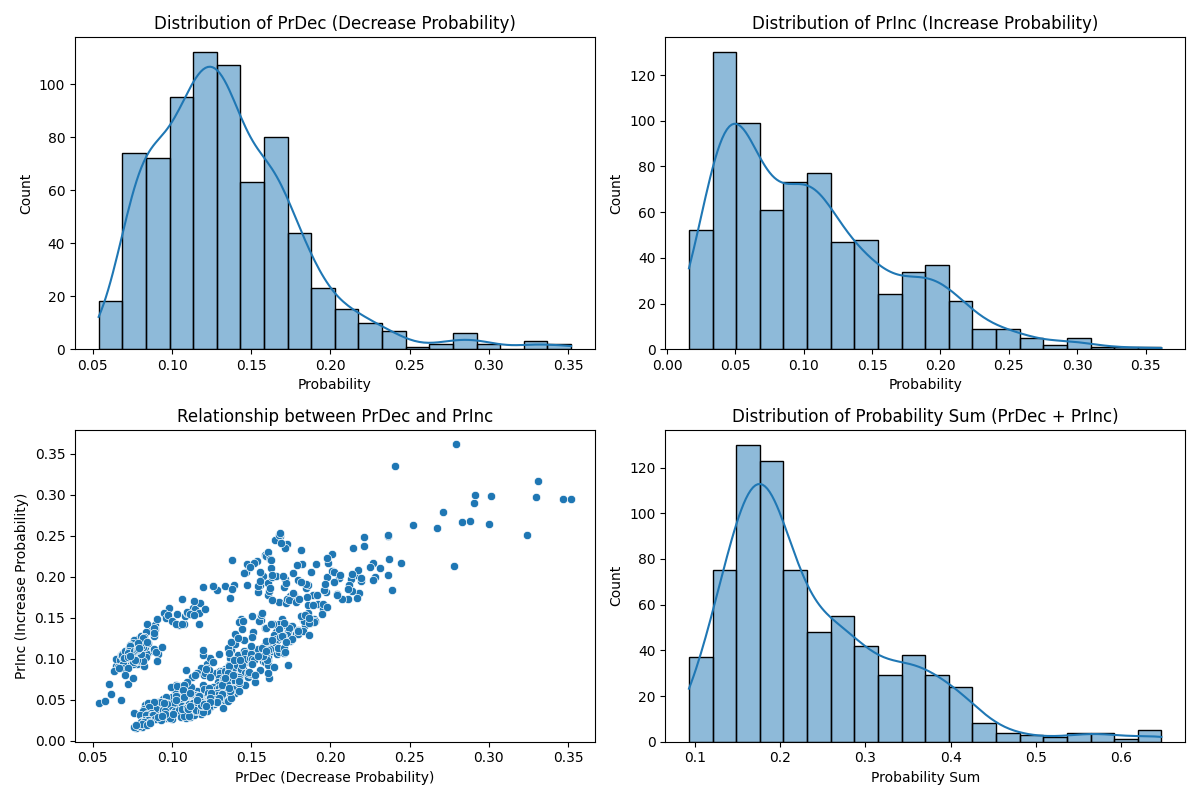 Distribution of PrDec (Decrease Probability)
Count
100
80
60
40
20
0
0.05 0.10 0.15 0.20 0.25 0.30 0.35
Probability
Distribution of PrInc (Increase Probability)
Count
120
100
80
60
40
20
0
0.00 0.05 0.10 0.15 0.20 0.25 0.30 0.35
Probability
Relationship between PrDec and PrInc
PrInc (Increase Probability)
0.35
0.30
0.25
0.20
0.15
0.10
0.05
0.00
0.05 0.10 0.15 0.20 0.25 0.30 0.35
PrDec (Decrease Probability)
Distribution of Probability Sum (PrDec + PrInc)
Count
120
100
80
60
40
20
0
0.1 0.2 0.3 0.4 0.5 0.6
Probability Sum